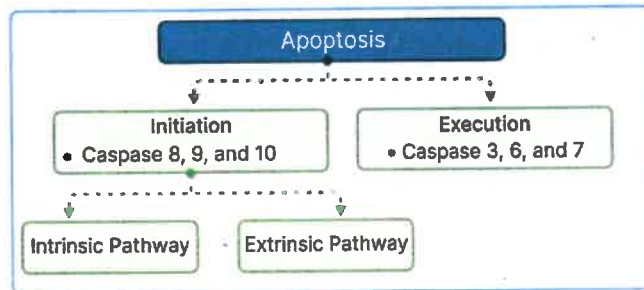 Apoptosis
Initiation
• Caspase 8, 9, and 10
Execution
• Caspase 3, 6, and 7
Intrinsic Pathway
Extrinsic Pathway